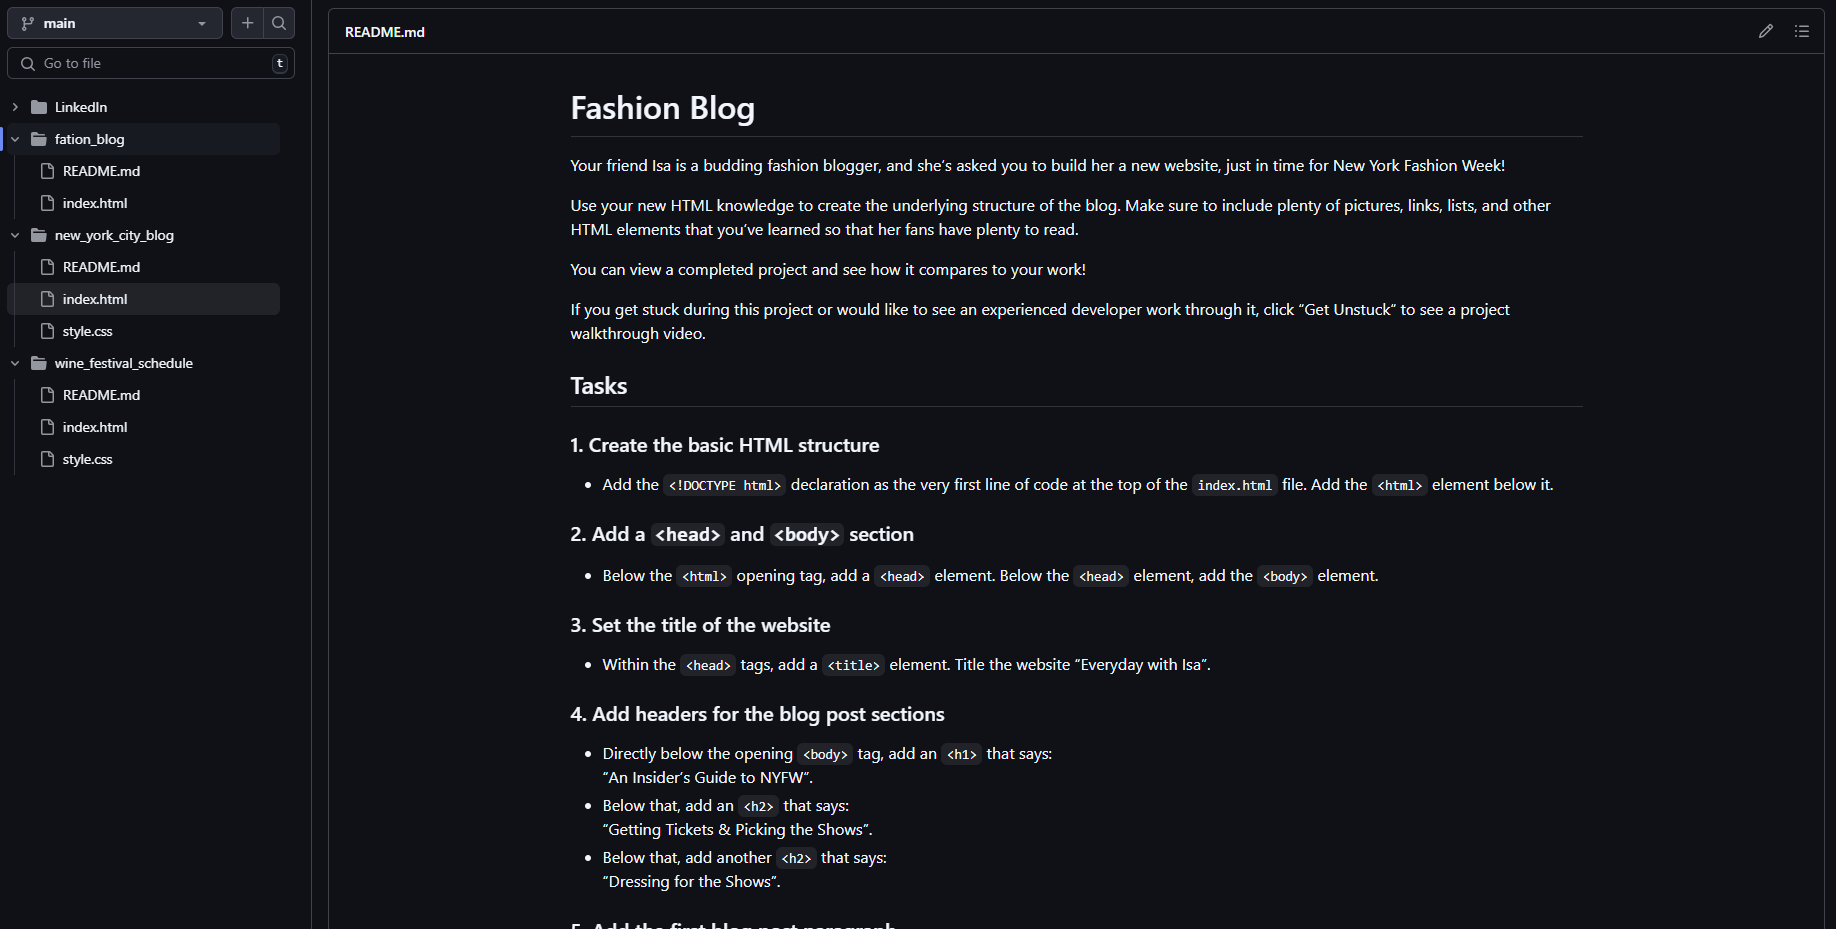 main
Go to file
t
LinkedIn
fation_blog
README.md
index.html
new_york_city_blog
README.md
index.html
style.css
wine_festival_schedule
README.md
index.html
style.css
README.md
Fashion Blog
Your friend Isa is a budding fashion blogger, and she’s asked you to build her a new website, just in time for New York Fashion Week!
Use your new HTML knowledge to create the underlying structure of the blog. Make sure to include plenty of pictures, links, lists, and other
HTML elements that you’ve learned so that her fans have plenty to read.
You can view a completed project and see how it compares to your work!
If you get stuck during this project or would like to see an experienced developer work through it, click “Get Unstuck“ to see a project
walkthrough video.
Tasks
1. Create the basic HTML structure
• Add the <!DOCTYPE html> declaration as the very first line of code at the top of the index.html file. Add the <html> element below it.
2. Add a <head> and <body> section
• Below the <html> opening tag, add a <head> element. Below the <head> element, add the <body> element.
3. Set the title of the website
• Within the <head> tags, add a <title> element. Title the website “Everyday with Isa”.
4. Add headers for the blog post sections
• Directly below the opening <body> tag, add an <h1> that says:
“An Insider’s Guide to NYFW”.
• Below that, add an <h2> that says:
“Getting Tickets & Picking the Shows”.
• Below that, add another <h2> that says:
“Dressing for the Shows”.
5. Add the first blog post paragraph